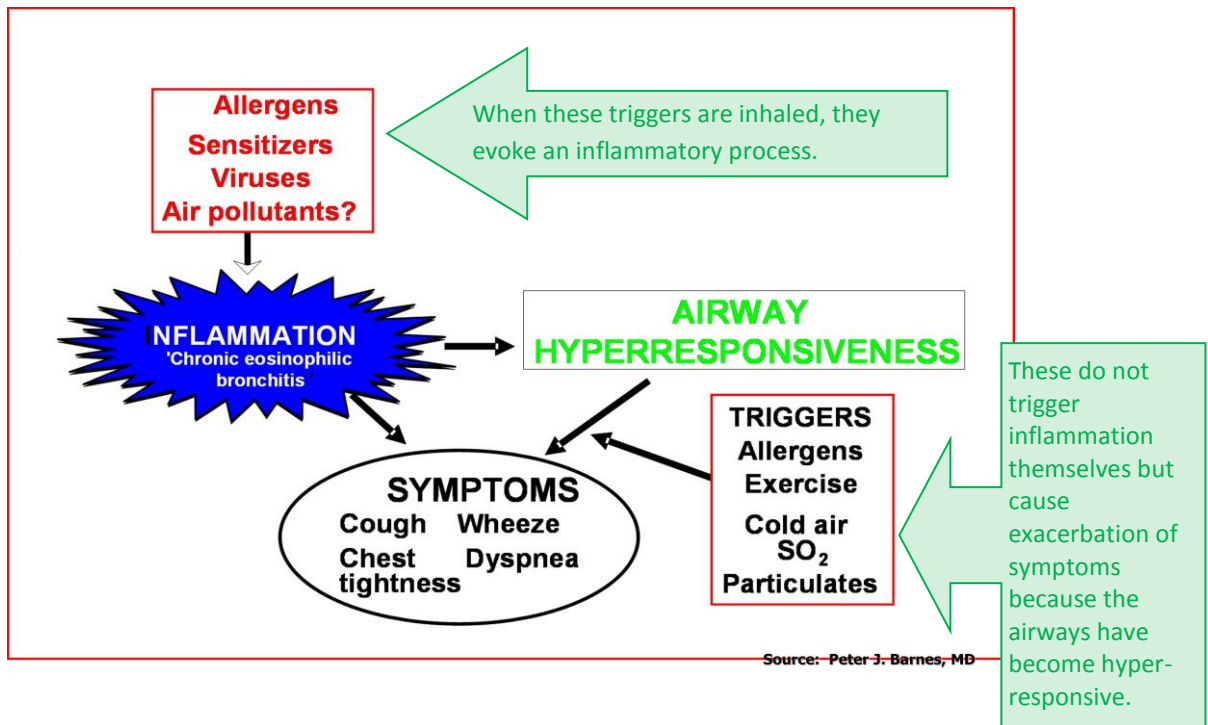 Allergens
Sensitizers
Viruses
Air pollutants?
When these triggers are inhaled, they
evoke an inflammatory process.
INFLAMMATION
'Chronic eosinophilic
bronchitis '
AIRWAY
HYPERRESPONSIVENESS
SYMPTOMS
Cough Wheeze
Chest Dyspnea
tightness
TRIGGERS
Allergens
Exercise
Cold air
SO₂
Particulates
These do not
trigger
inflammation
themselves but
cause
exacerbation of
symptoms
because the
airways have
become hyper-
responsive.
Source: Peter J. Barnes, MD